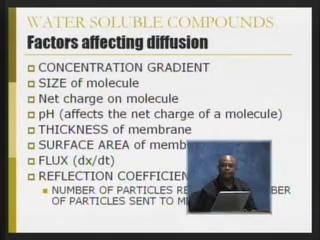 WATER SOLUBLE COMPOUNDS
Factors affecting diffusion
CONCENTRATION GRADIENT
SIZE of molecule
Net charge on molecule
pH (affects the net charge of a molecule)
THICKNESS of membrane
SURFACE AREA of
FLUX (dx/dt)
REFLECTION
NUMBER OF PARTICLES
OF PARTICLES SENT TO